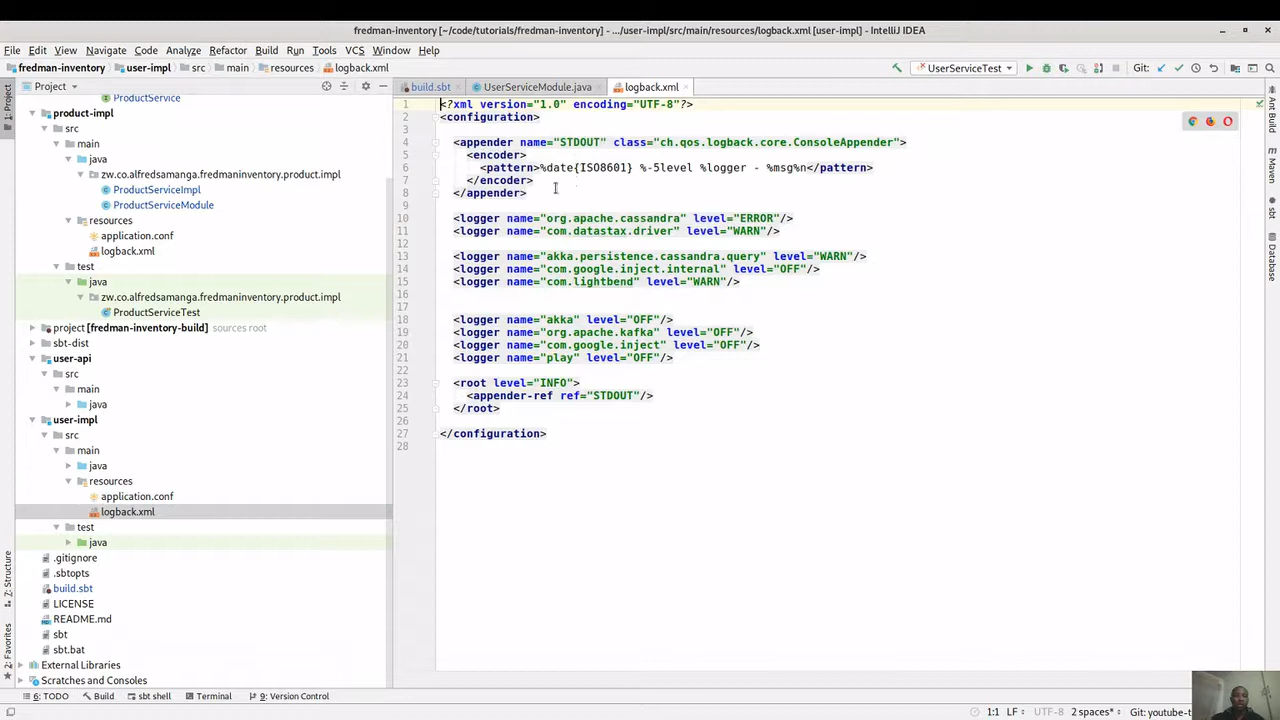 fredman-inventory [~/code/tutorials/fredman-inventory] - .../user-impl/src/main/resources/logback.xml [user-impl] - IntelliJ IDEA
File Edit View Navigate Code Analyze Refactor Build Run Tools VCS Window Help
fredman-inventory user-impl src main resources logback.xml UserServiceTest Git:
Project build.sbt UserServiceModule.java logback.xml
1: Project
7: Structure
2: Favorites
ProductService
product-impl
src
main
java
zw.co.alfredsamanga.fredmaninventory.product.impl
ProductServiceImpl
ProductServiceModule
resources
application.conf
logback.xml
test
java
zw.co.alfredsamanga.fredmaninventory.product.impl
ProductServiceTest
project [fredman-inventory-build] sources root
sbt-dist
user-api
src
main
java
user-impl
src
main
java
resources
application.conf
logback.xml
test
java
.gitignore
.sbtopts
build.sbt
LICENSE
README.md
sbt
sbt.bat
External Libraries
Scratches and Consoles
1 <?xml version="1.0" encoding="UTF-8"?>
2 <configuration>
3
4 <appender name="STDOUT" class="ch.qos.logback.core.ConsoleAppender">
5 <encoder>
6 <pattern>%date{ISO8601} %-5level %logger - %msg%n</pattern>
7 </encoder>
8 </appender>
9
10 <logger name="org.apache.cassandra" level="ERROR"/>
11 <logger name="com.datastax.driver" level="WARN"/>
12
13 <logger name="akka.persistence.cassandra.query" level="WARN"/>
14 <logger name="com.google.inject.internal" level="OFF"/>
15 <logger name="com.lightbend" level="WARN"/>
16
17
18 <logger name="akka" level="OFF"/>
19 <logger name="org.apache.kafka" level="OFF"/>
20 <logger name="com.google.inject" level="OFF"/>
21 <logger name="play" level="OFF"/>
22
23 <root level="INFO">
24 <appender-ref ref="STDOUT"/>
25 </root>
26
27 </configuration>
28
Ant Build
Maven
sbt
Database
6: TODO Build sbt shell Terminal 9: Version Control
1:1 LF UTF-8 2 spaces* Git: youtube-t